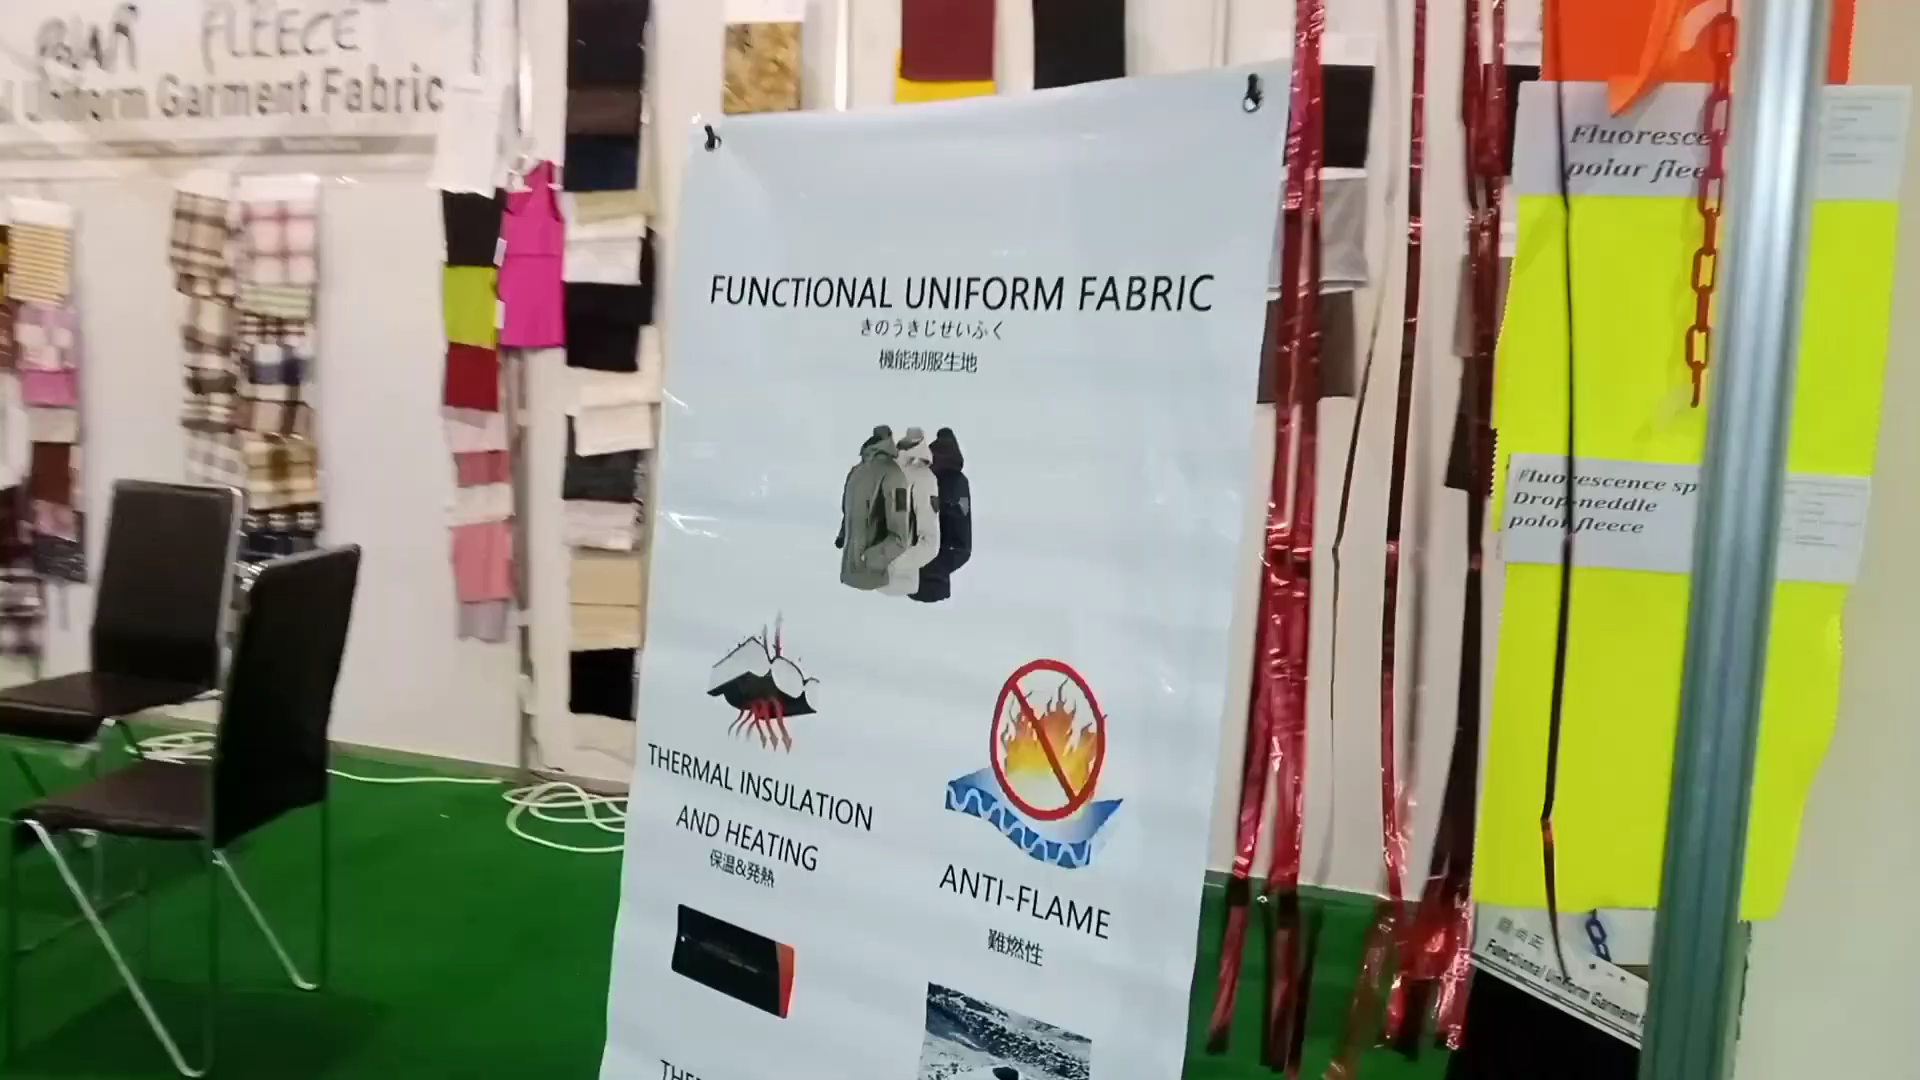 FLEECE
Uniform Garment Fabric
FUNCTIONAL UNIFORM FABRIC
きのうきじせいふく
機能制服生地
THERMAL INSULATION
AND HEATING
保温&発熱
ANTI-FLAME
難燃性
Fluoresce
polar flee
Fluorescence sp
Drop-neddle
polor fleece
Functional Uniform Garment